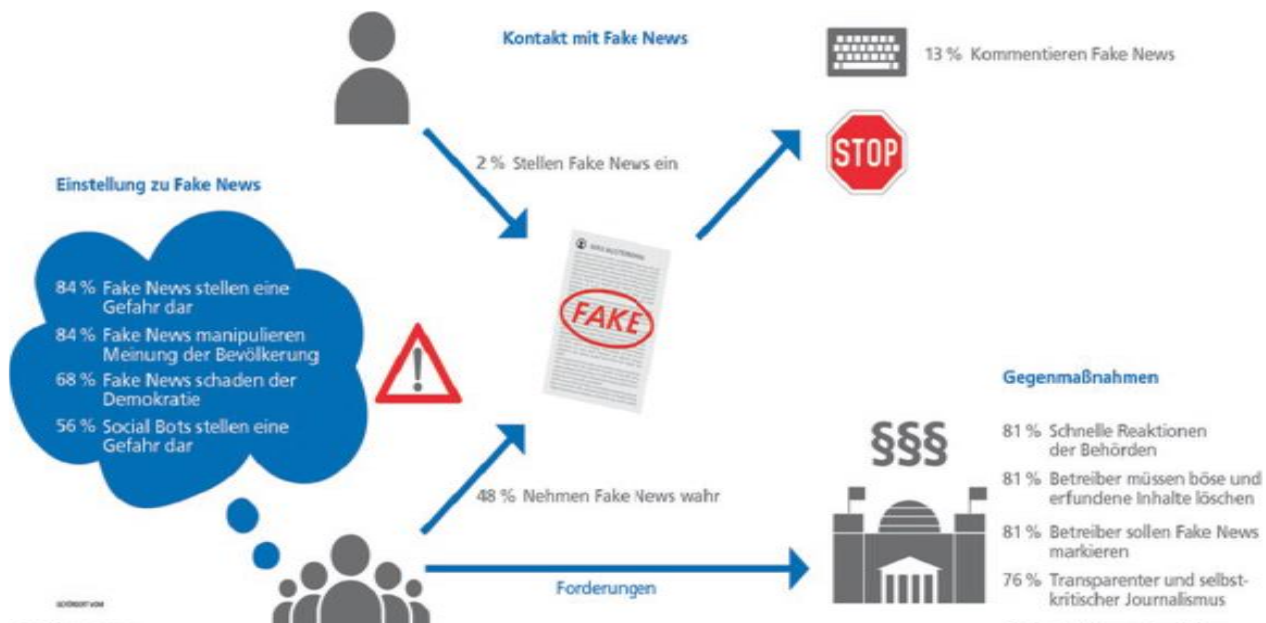 Kontakt mit Fake News
13 % Kommentieren Fake News
STOP
2 % Stellen Fake News ein
Einstellung zu Fake News
84 % Fake News stellen eine
Gefahr dar
84 % Fake News manipulieren
Meinung der Bevölkerung
68 % Fake News schaden der
Demokratie
56 % Social Bots stellen eine
Gefahr dar
FAKE
48 % Nehmen Fake News wahr
Forderungen
Gegenmaßnahmen
§§§
81 % Schnelle Reaktionen
der Behörden
81 % Betreiber müssen böse und
erfundene Inhalte löschen
81 % Betreiber sollen Fake News
markieren
76 % Transparenter und selbst-
kritischer Journalismus